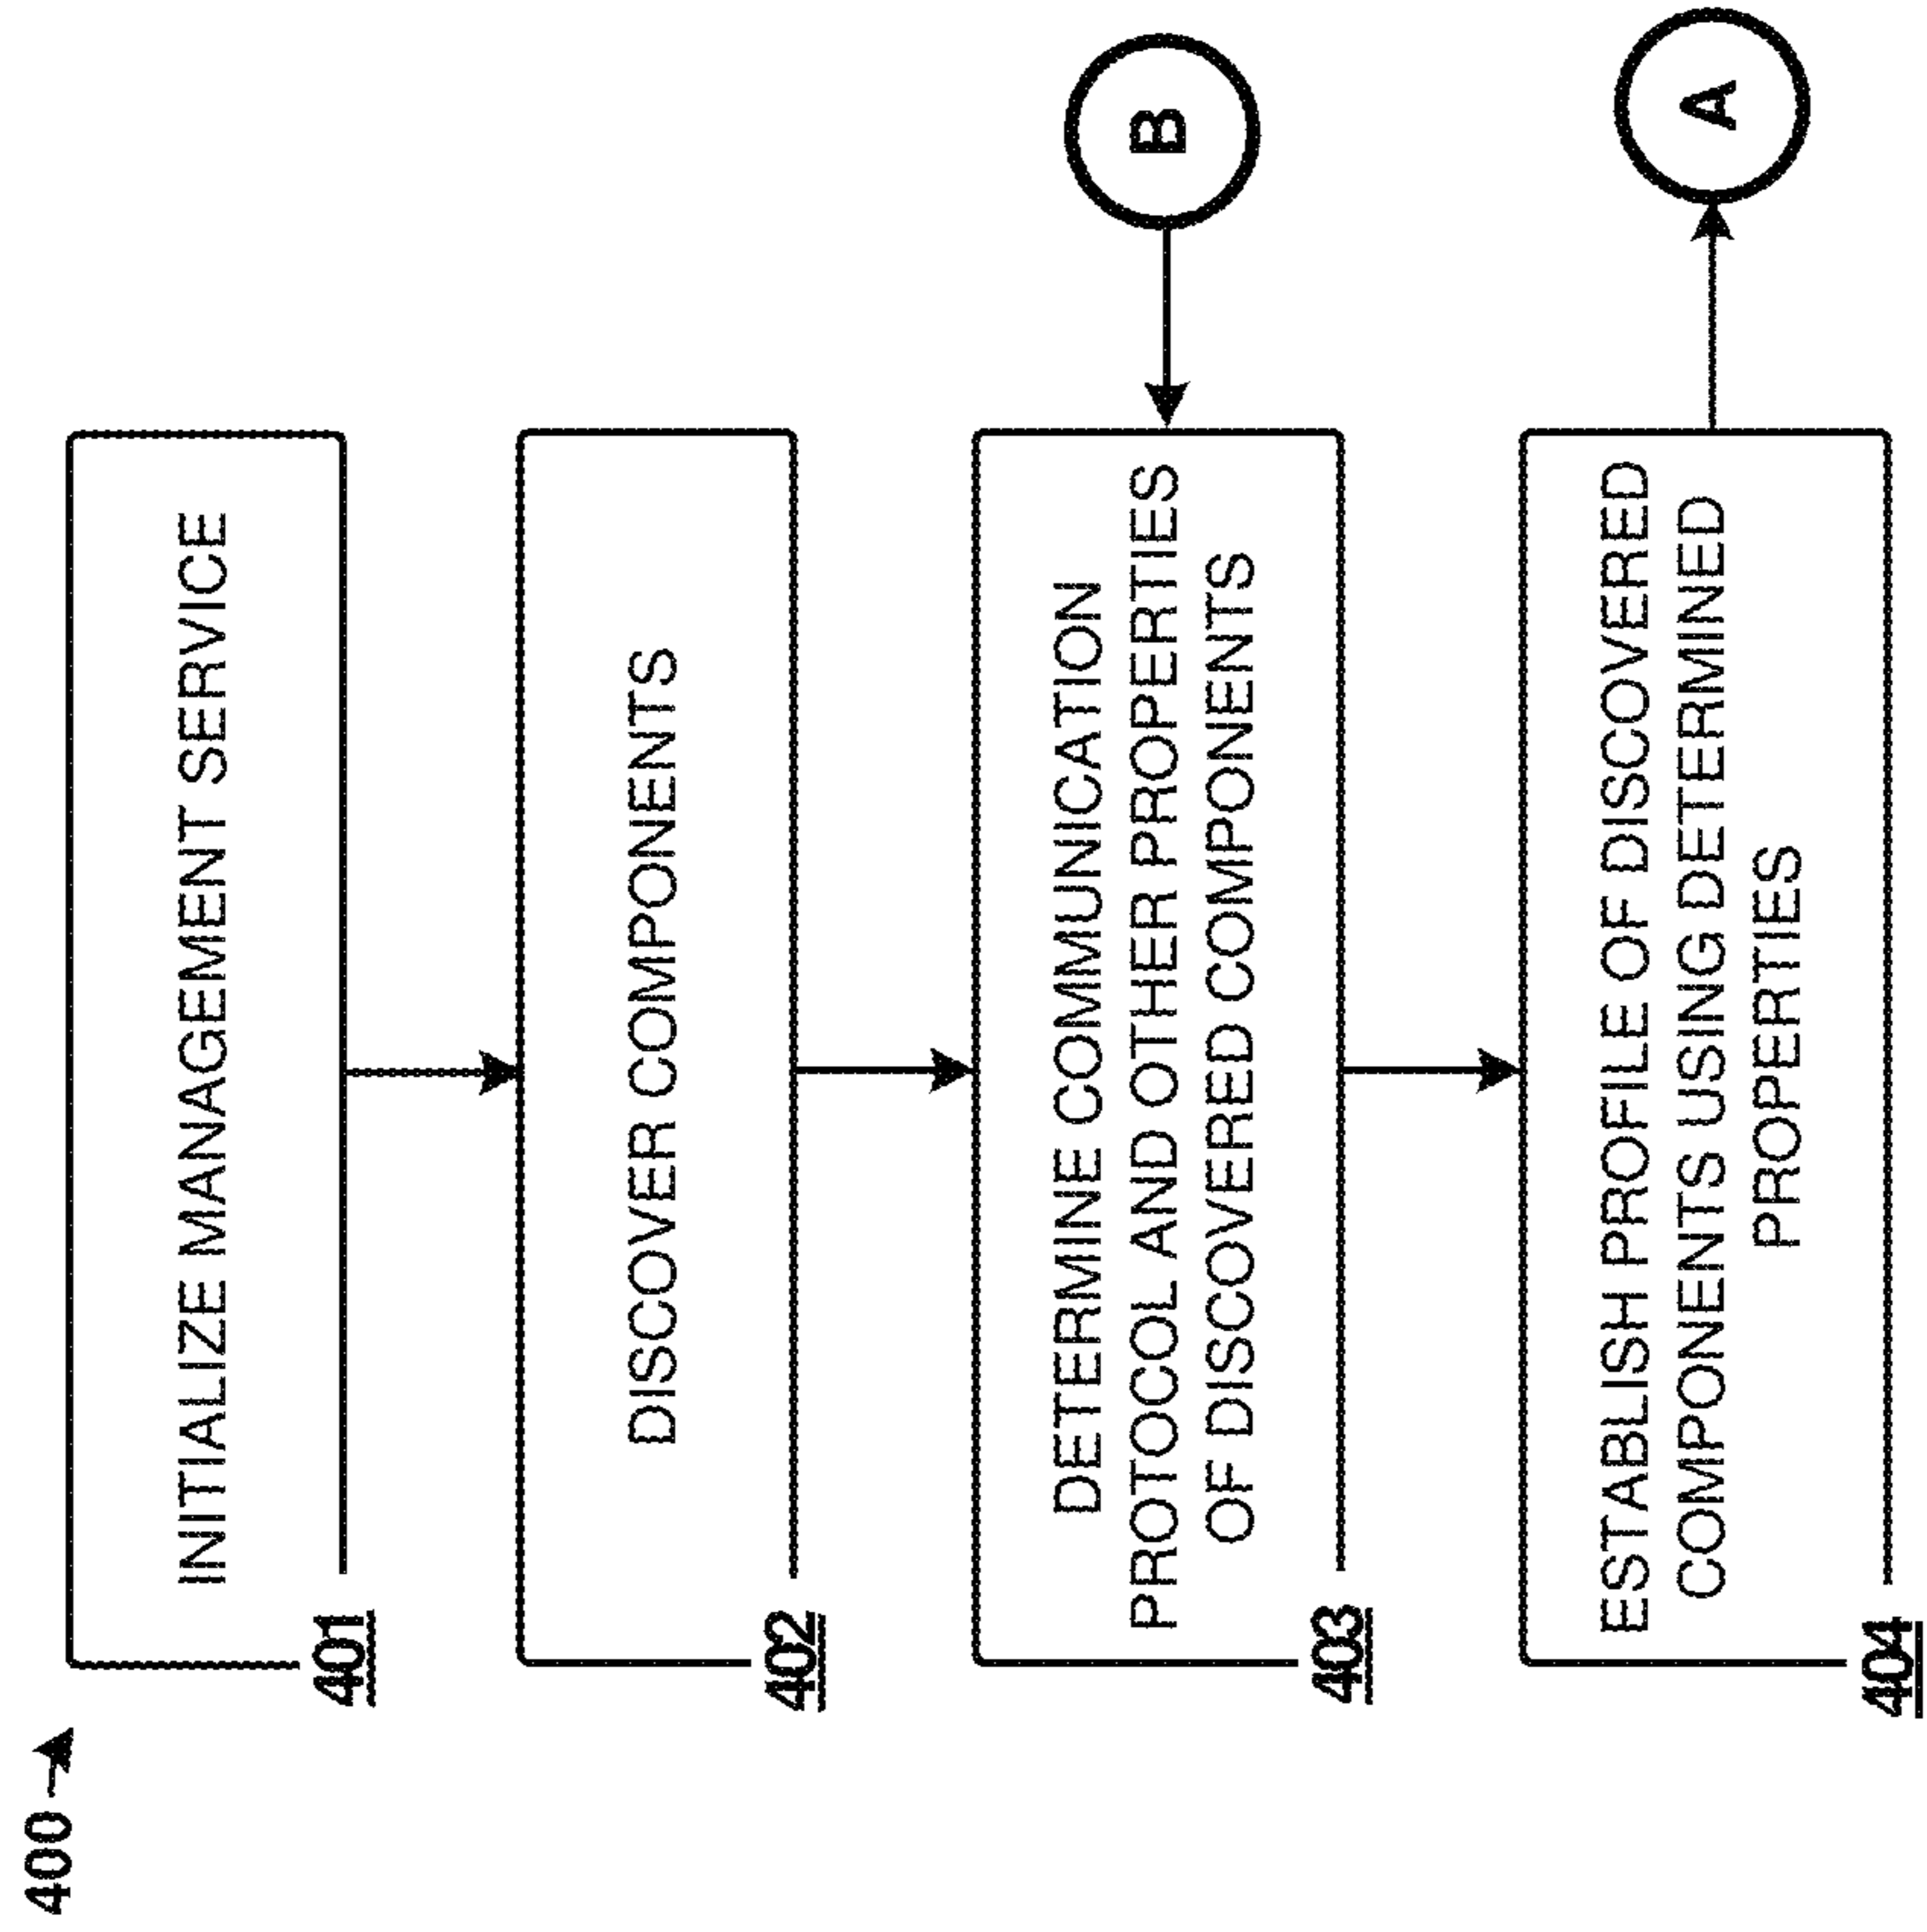 400
INITIALIZE MANAGEMENT SERVICE
401
DISCOVER COMPONENTS
402
DETERMINE COMMUNICATION
PROTOCOL AND OTHER PROPERTIES
OF DISCOVERED COMPONENTS
403
B
ESTABLISH PROFILE OF DISCOVERED
COMPONENTS USING DETERMINED
PROPERTIES
404
A